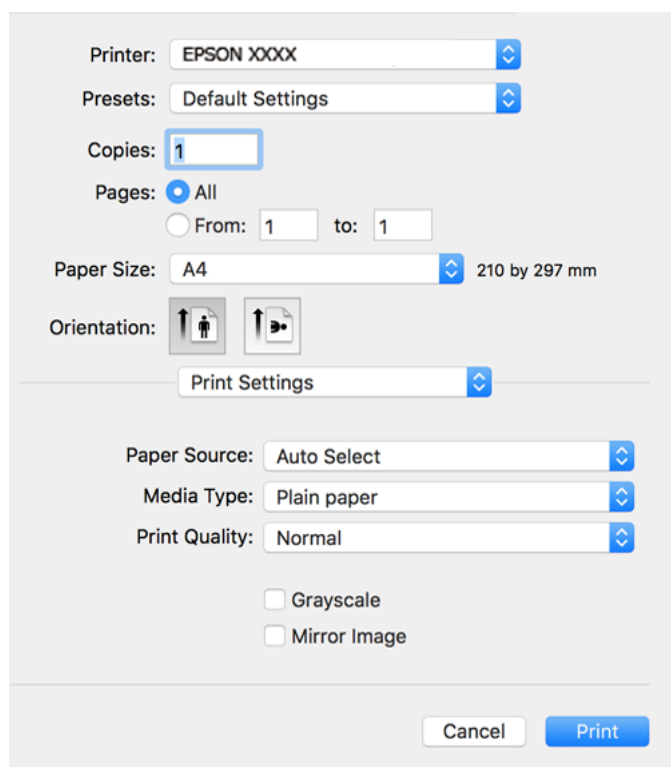 Printer: EPSON XXXX
Presets: Default Settings
Copies: 1
Pages: All
From: 1 to: 1
Paper Size: A4 210 by 297 mm
Orientation:
Print Settings
Paper Source: Auto Select
Media Type: Plain paper
Print Quality: Normal
Grayscale
Mirror Image
Cancel Print